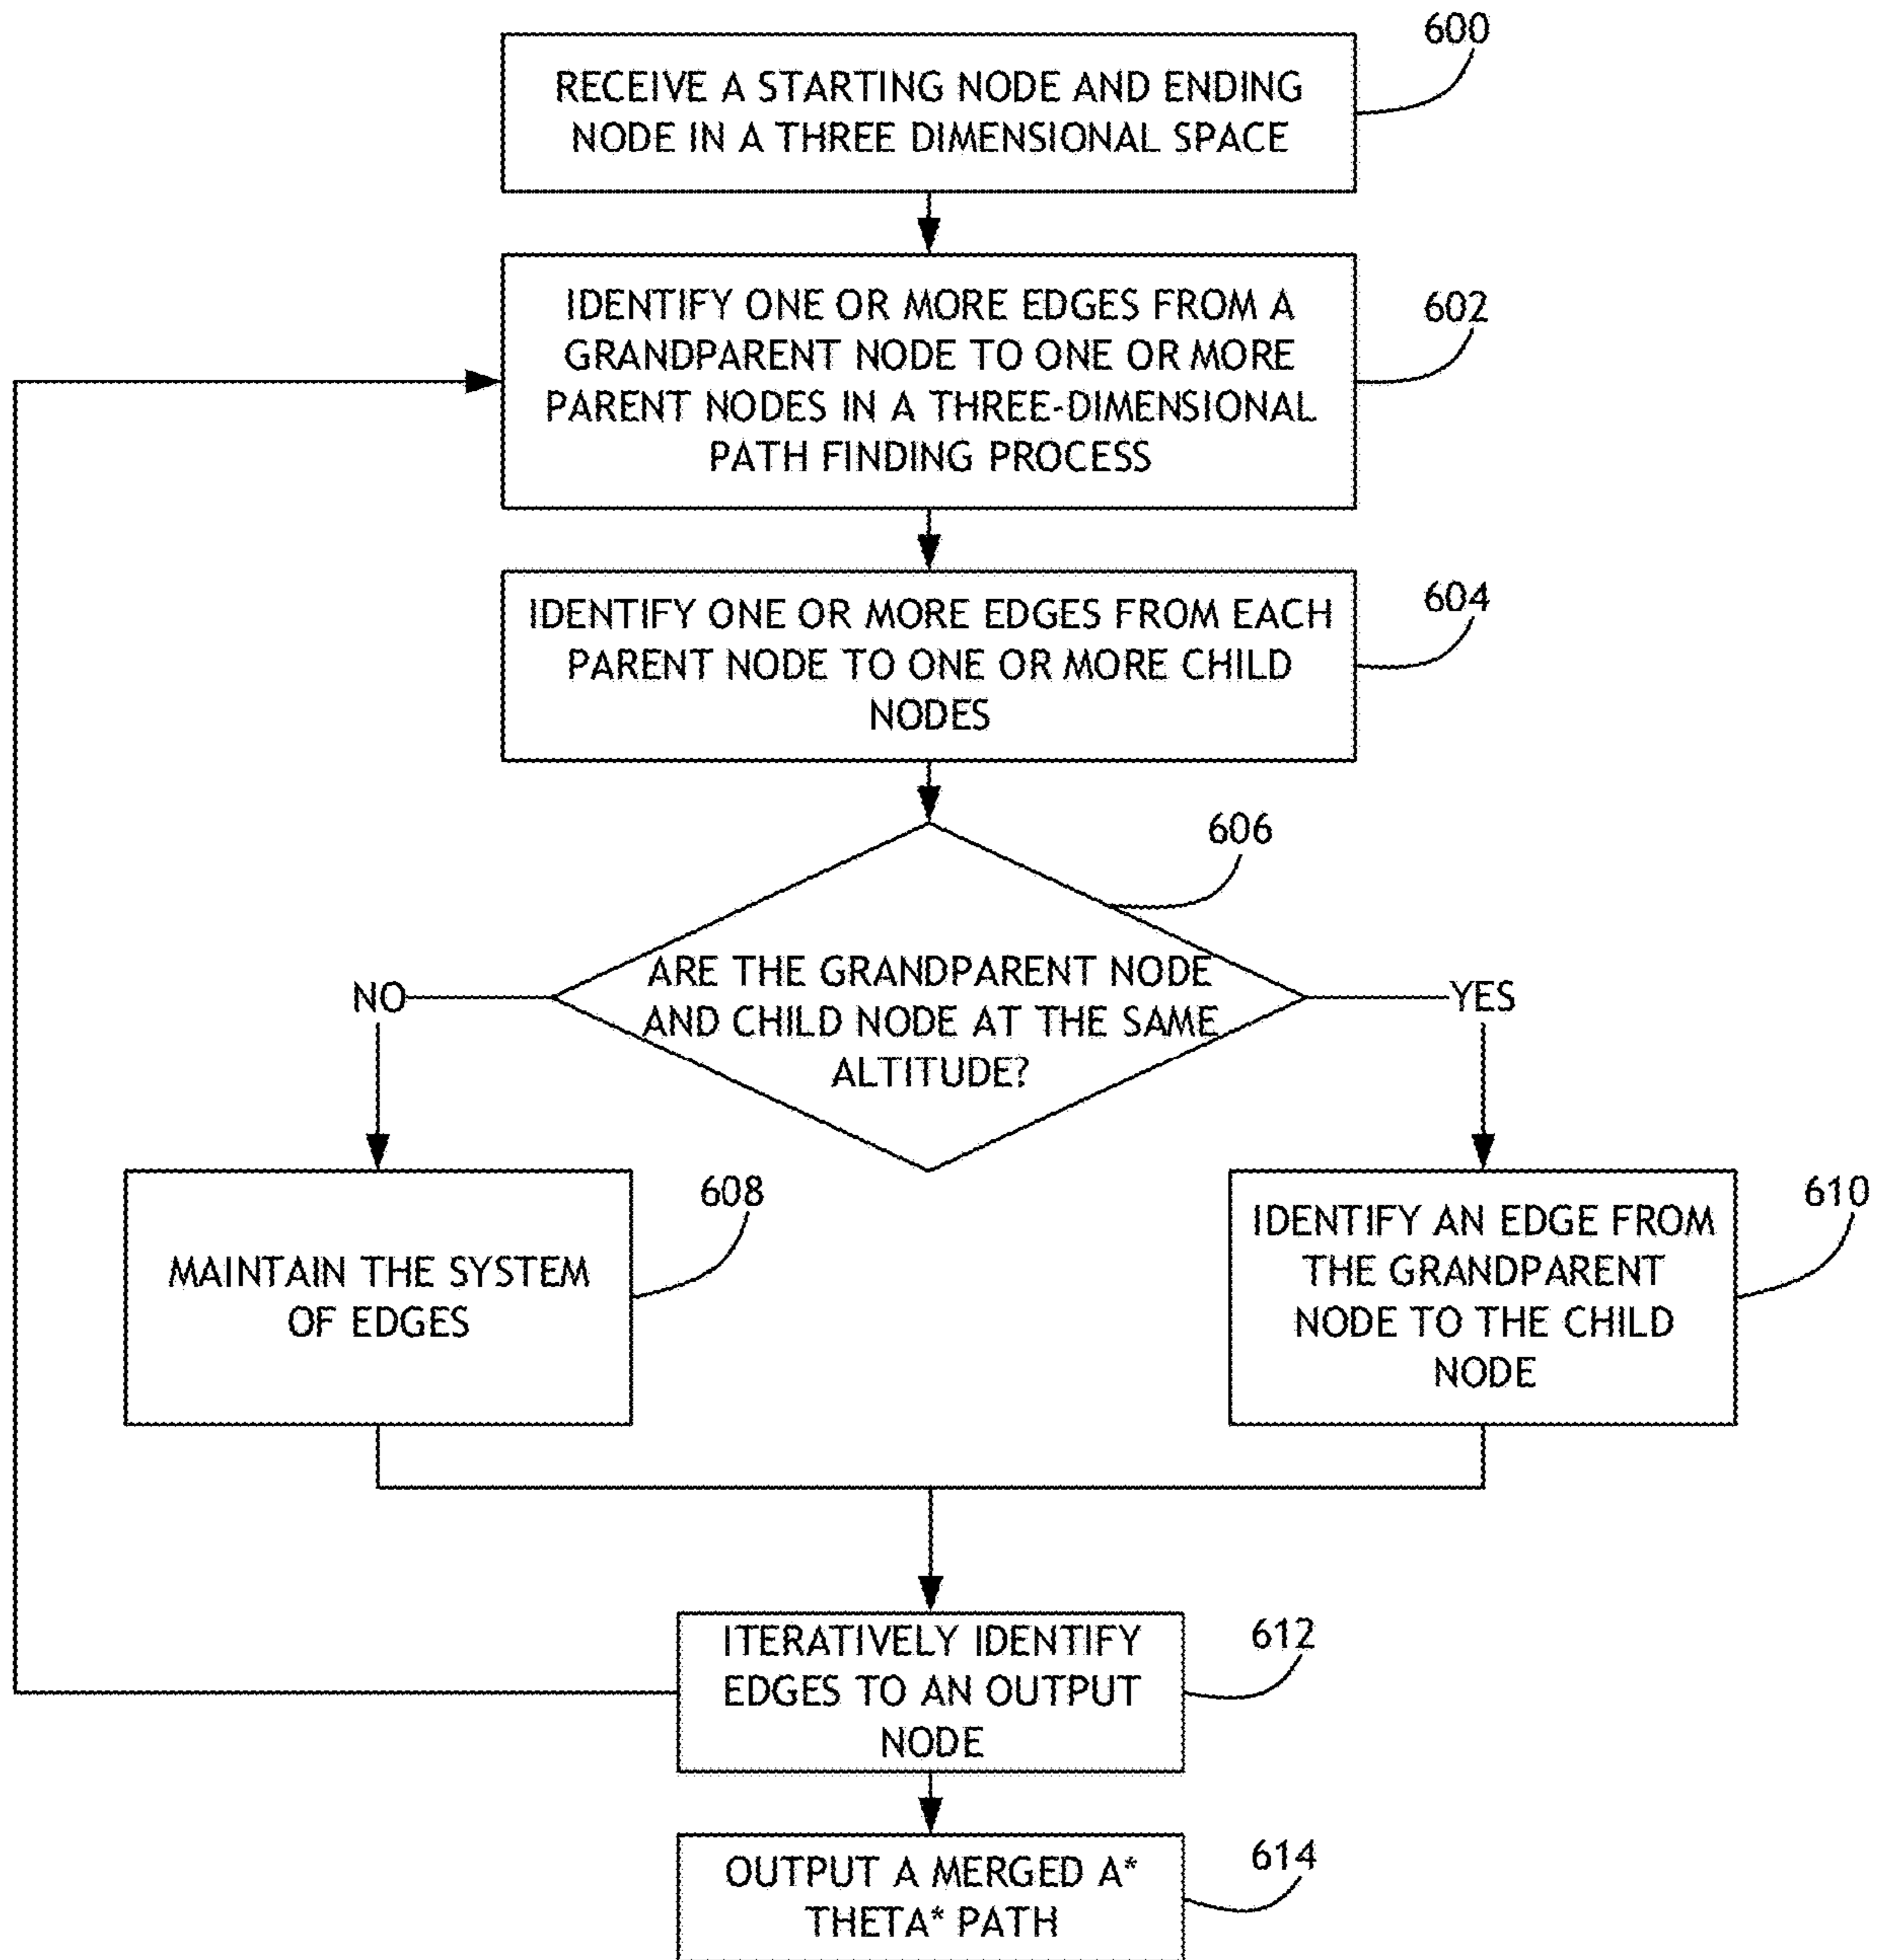 600
RECEIVE A STARTING NODE AND ENDING
NODE IN A THREE DIMENSIONAL SPACE
602
IDENTIFY ONE OR MORE EDGES FROM A
GRANDPARENT NODE TO ONE OR MORE
PARENT NODES IN A THREE-DIMENSIONAL
PATH FINDING PROCESS
604
IDENTIFY ONE OR MORE EDGES FROM EACH
PARENT NODE TO ONE OR MORE CHILD
NODES
606
ARE THE GRANDPARENT NODE
AND CHILD NODE AT THE SAME
ALTITUDE?
NO
YES
608
MAINTAIN THE SYSTEM
OF EDGES
610
IDENTIFY AN EDGE FROM
THE GRANDPARENT
NODE TO THE CHILD
NODE
612
ITERATIVELY IDENTIFY
EDGES TO AN OUTPUT
NODE
614
OUTPUT A MERGED A*
THETA* PATH